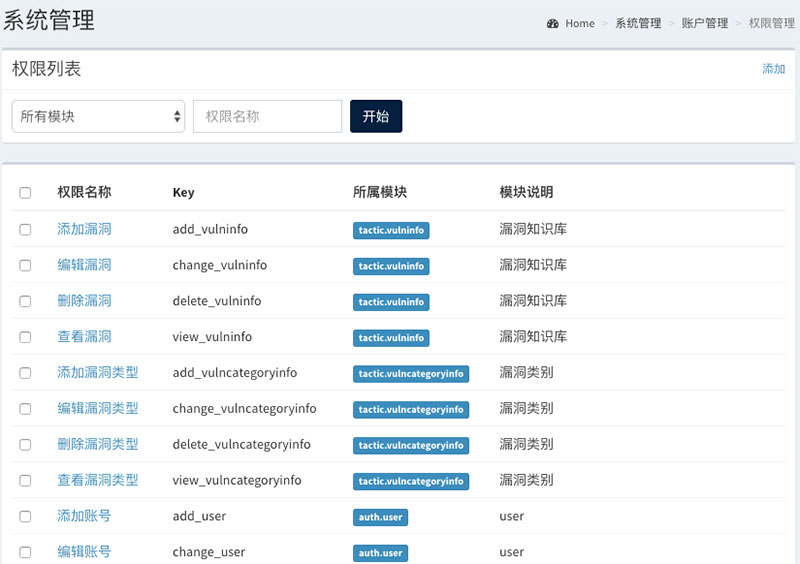 系统管理
Home > 系统管理 > 账户管理 > 权限管理
权限列表 添加
所有模块 权限名称 开始
权限名称 Key 所属模块 模块说明
添加漏洞 add_vulninfo tactic.vulninfo 漏洞知识库
编辑漏洞 change_vulninfo tactic.vulninfo 漏洞知识库
删除漏洞 delete_vulninfo tactic.vulninfo 漏洞知识库
查看漏洞 view_vulninfo tactic.vulninfo 漏洞知识库
添加漏洞类型 add_vulncategoryinfo tactic.vulncategoryinfo 漏洞类别
编辑漏洞类型 change_vulncategoryinfo tactic.vulncategoryinfo 漏洞类别
删除漏洞类型 delete_vulncategoryinfo tactic.vulncategoryinfo 漏洞类别
查看漏洞类型 view_vulncategoryinfo tactic.vulncategoryinfo 漏洞类别
添加账号 add_user auth.user user
编辑账号 change_user auth.user user